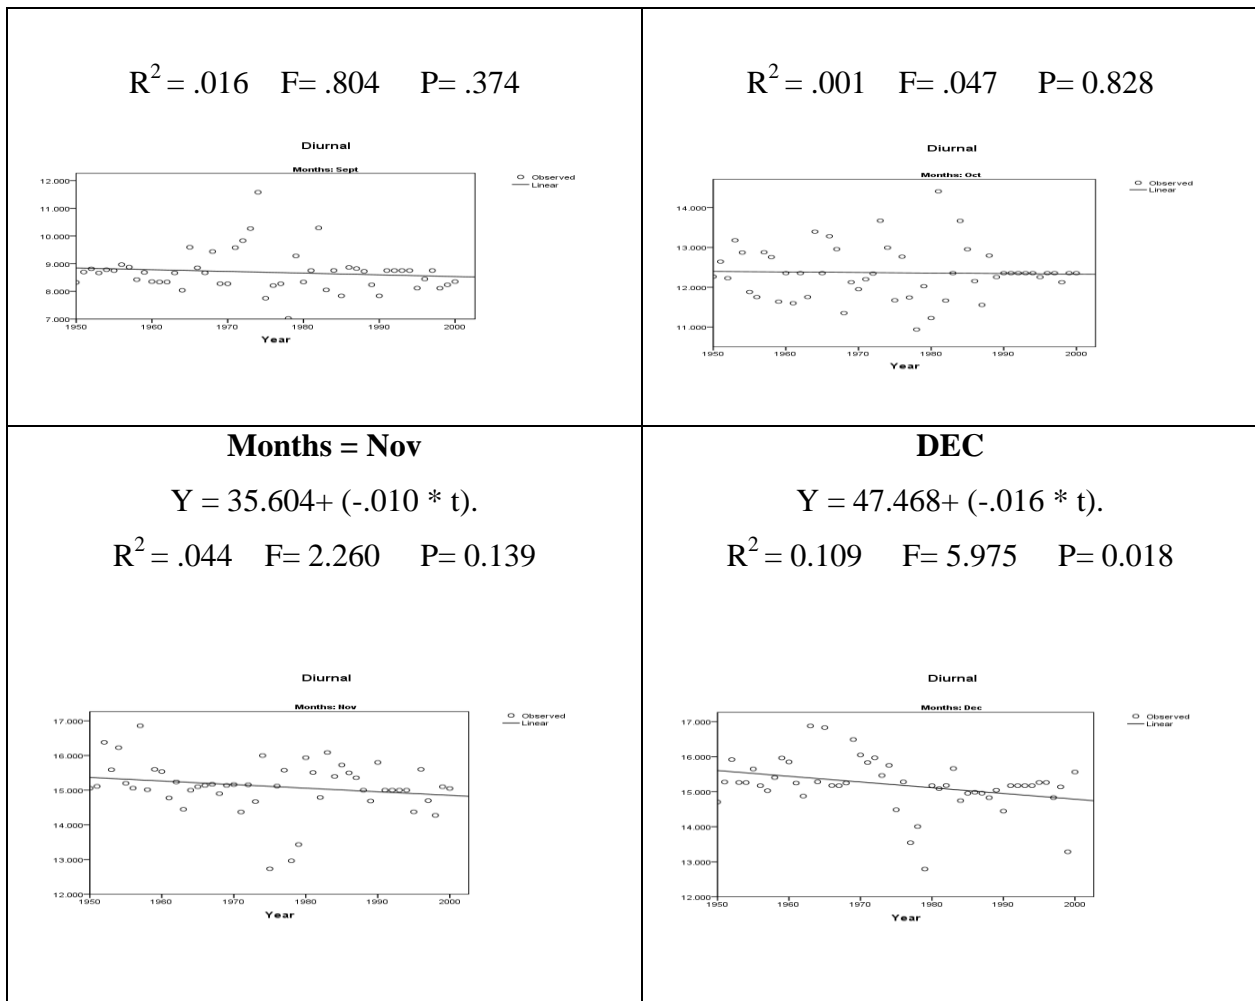 R² = .016 F= .804 P= .374
Diurnal
Months: Sept
Observed
Linear
12.000
11.000
10.000
9.000
8.000
7.000
1950 1960 1970 1980 1990 2000
Year
R² = .001 F= .047 P= 0.828
Diurnal
Months: Oct
Observed
Linear
14.000
13.000
12.000
11.000
1950 1960 1970 1980 1990 2000
Year
Months = Nov
Y = 35.604+ (-.010 * t).
R² = .044 F= 2.260 P= 0.139
Diurnal
Months: Nov
Observed
Linear
17.000
16.000
15.000
14.000
13.000
12.000
1950 1960 1970 1980 1990 2000
Year
DEC
Y = 47.468+ (-.016 * t).
R² = 0.109 F= 5.975 P= 0.018
Diurnal
Months: Dec
Observed
Linear
17.000
16.000
15.000
14.000
13.000
12.000
1950 1960 1970 1980 1990 2000
Year